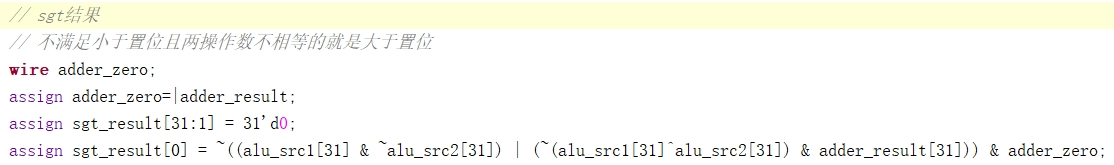 // sgt结果
// 不满足小于置位且两操作数不相等的就是大于置位
wire adder_zero;
assign adder_zero=|adder_result;
assign sgt_result[31:1] = 31'd0;
assign sgt_result[0] = ~((alu_src1[31] & ~alu_src2[31]) | (~(alu_src1[31]^alu_src2[31]) & adder_result[31])) & adder_zero;